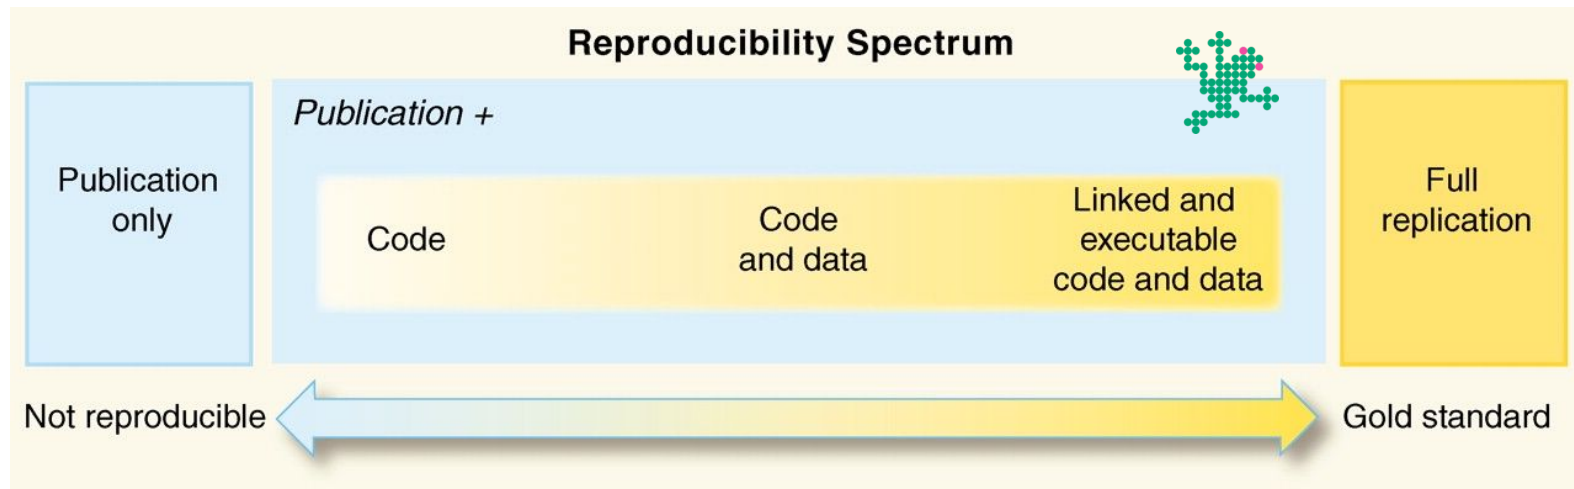 Reproducibility Spectrum
Publication
only
Publication +
Code
Code
and data
Linked and
executable
code and data
Full
replication
Not reproducible
Gold standard